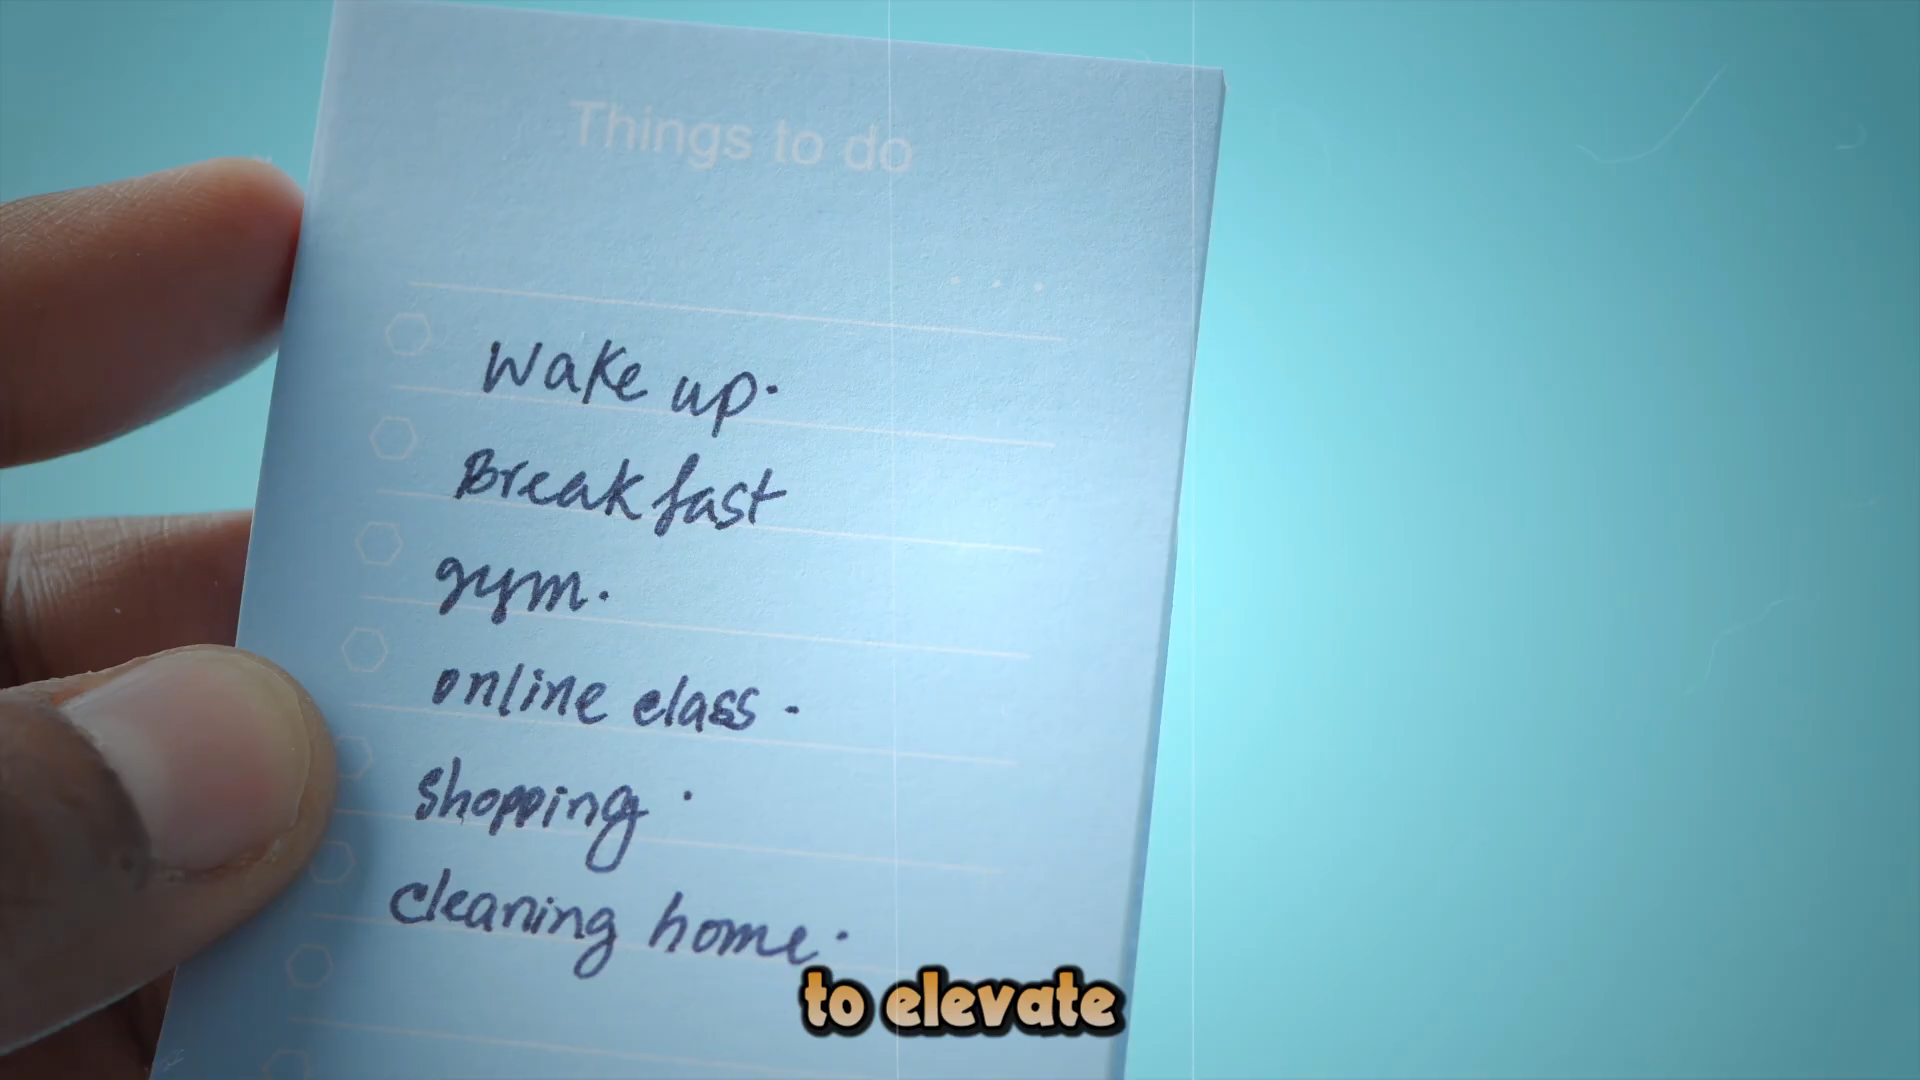 Things to do
Wake up.
Breakfast
gym.
online class.
shopping.
cleaning home.
to elevate